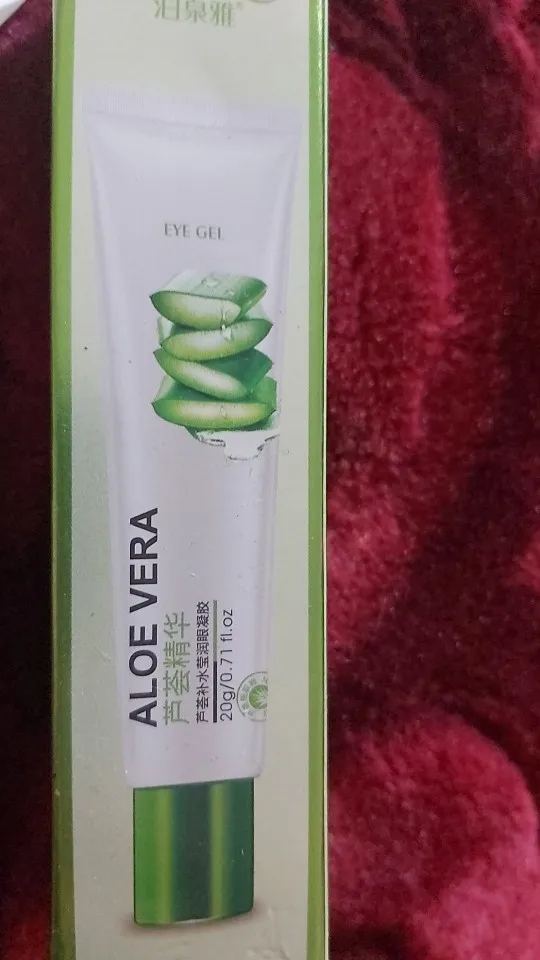 泊泉雅®
EYE GEL
ALOE VERA
芦荟精华
芦荟补水莹润眼凝胶
20g/0.71 fl.oz